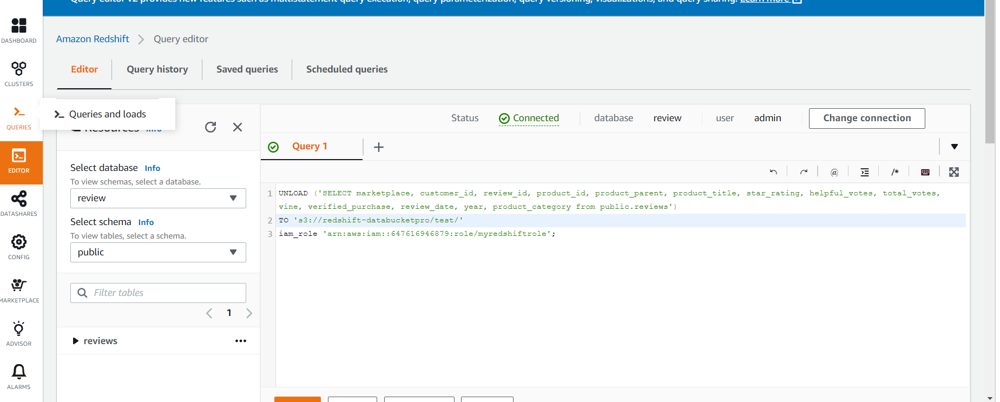 Query editor v2 provides new features such as multistatement query execution, query parameterization, query versioning, visualizations, and query sharing. Learn more
DASHBOARD
CLUSTERS
QUERIES
EDITOR
DATASHARES
CONFIG
MARKETPLACE
ADVISOR
ALARMS
Amazon Redshift
Query editor
Editor
Query history
Saved queries
Scheduled queries
Queries and loads
Resources Info
Select database Info
To view schemas, select a database.
review
Select schema Info
To view tables, select a schema.
public
Filter tables
1
reviews
Status Connected database review user admin Change connection
Query 1
@
/*
1 UNLOAD ('SELECT marketplace, customer_id, review_id, product_id, product_parent, product_title, star_rating, helpful_votes, total_votes,
vine, verified_purchase, review_date, year, product_category from public.reviews')
2 TO 's3://redshift-databucketpro/test/'
3 iam_role 'arn:aws:iam::647616946879:role/myredshiftrole';